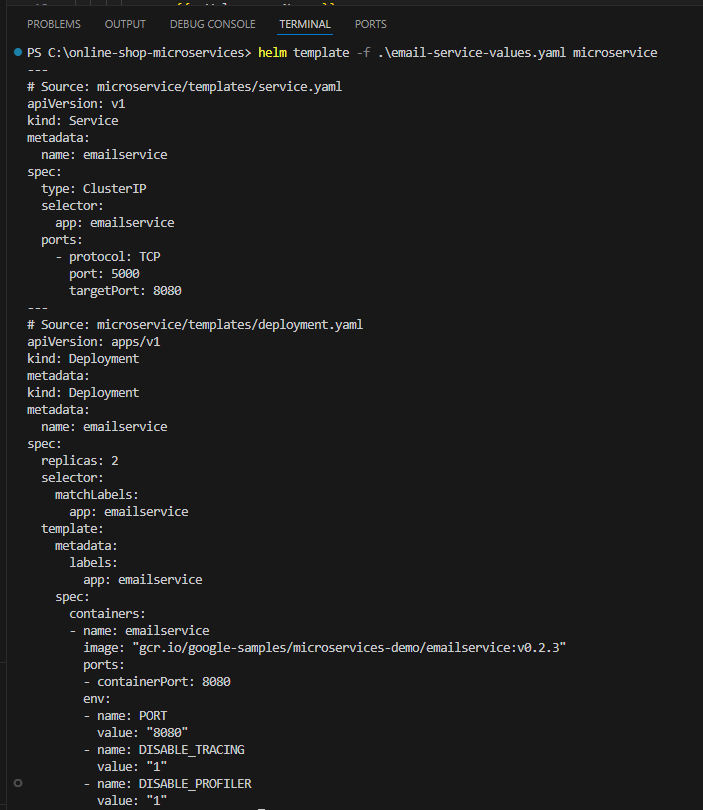 PROBLEMS OUTPUT DEBUG CONSOLE TERMINAL PORTS
PS C:\online-shop-microservices> helm template -f .\email-service-values.yaml microservice
---
# Source: microservice/templates/service.yaml
apiVersion: v1
kind: Service
metadata:
  name: emailservice
spec:
  type: ClusterIP
  selector:
    app: emailservice
  ports:
    - protocol: TCP
      port: 5000
      targetPort: 8080
---
# Source: microservice/templates/deployment.yaml
apiVersion: apps/v1
kind: Deployment
metadata:
kind: Deployment
metadata:
  name: emailservice
spec:
  replicas: 2
  selector:
    matchLabels:
      app: emailservice
  template:
    metadata:
      labels:
        app: emailservice
    spec:
      containers:
      - name: emailservice
        image: "gcr.io/google-samples/microservices-demo/emailservice:v0.2.3"
        ports:
        - containerPort: 8080
        env:
        - name: PORT
          value: "8080"
        - name: DISABLE_TRACING
          value: "1"
        - name: DISABLE_PROFILER
          value: "1"